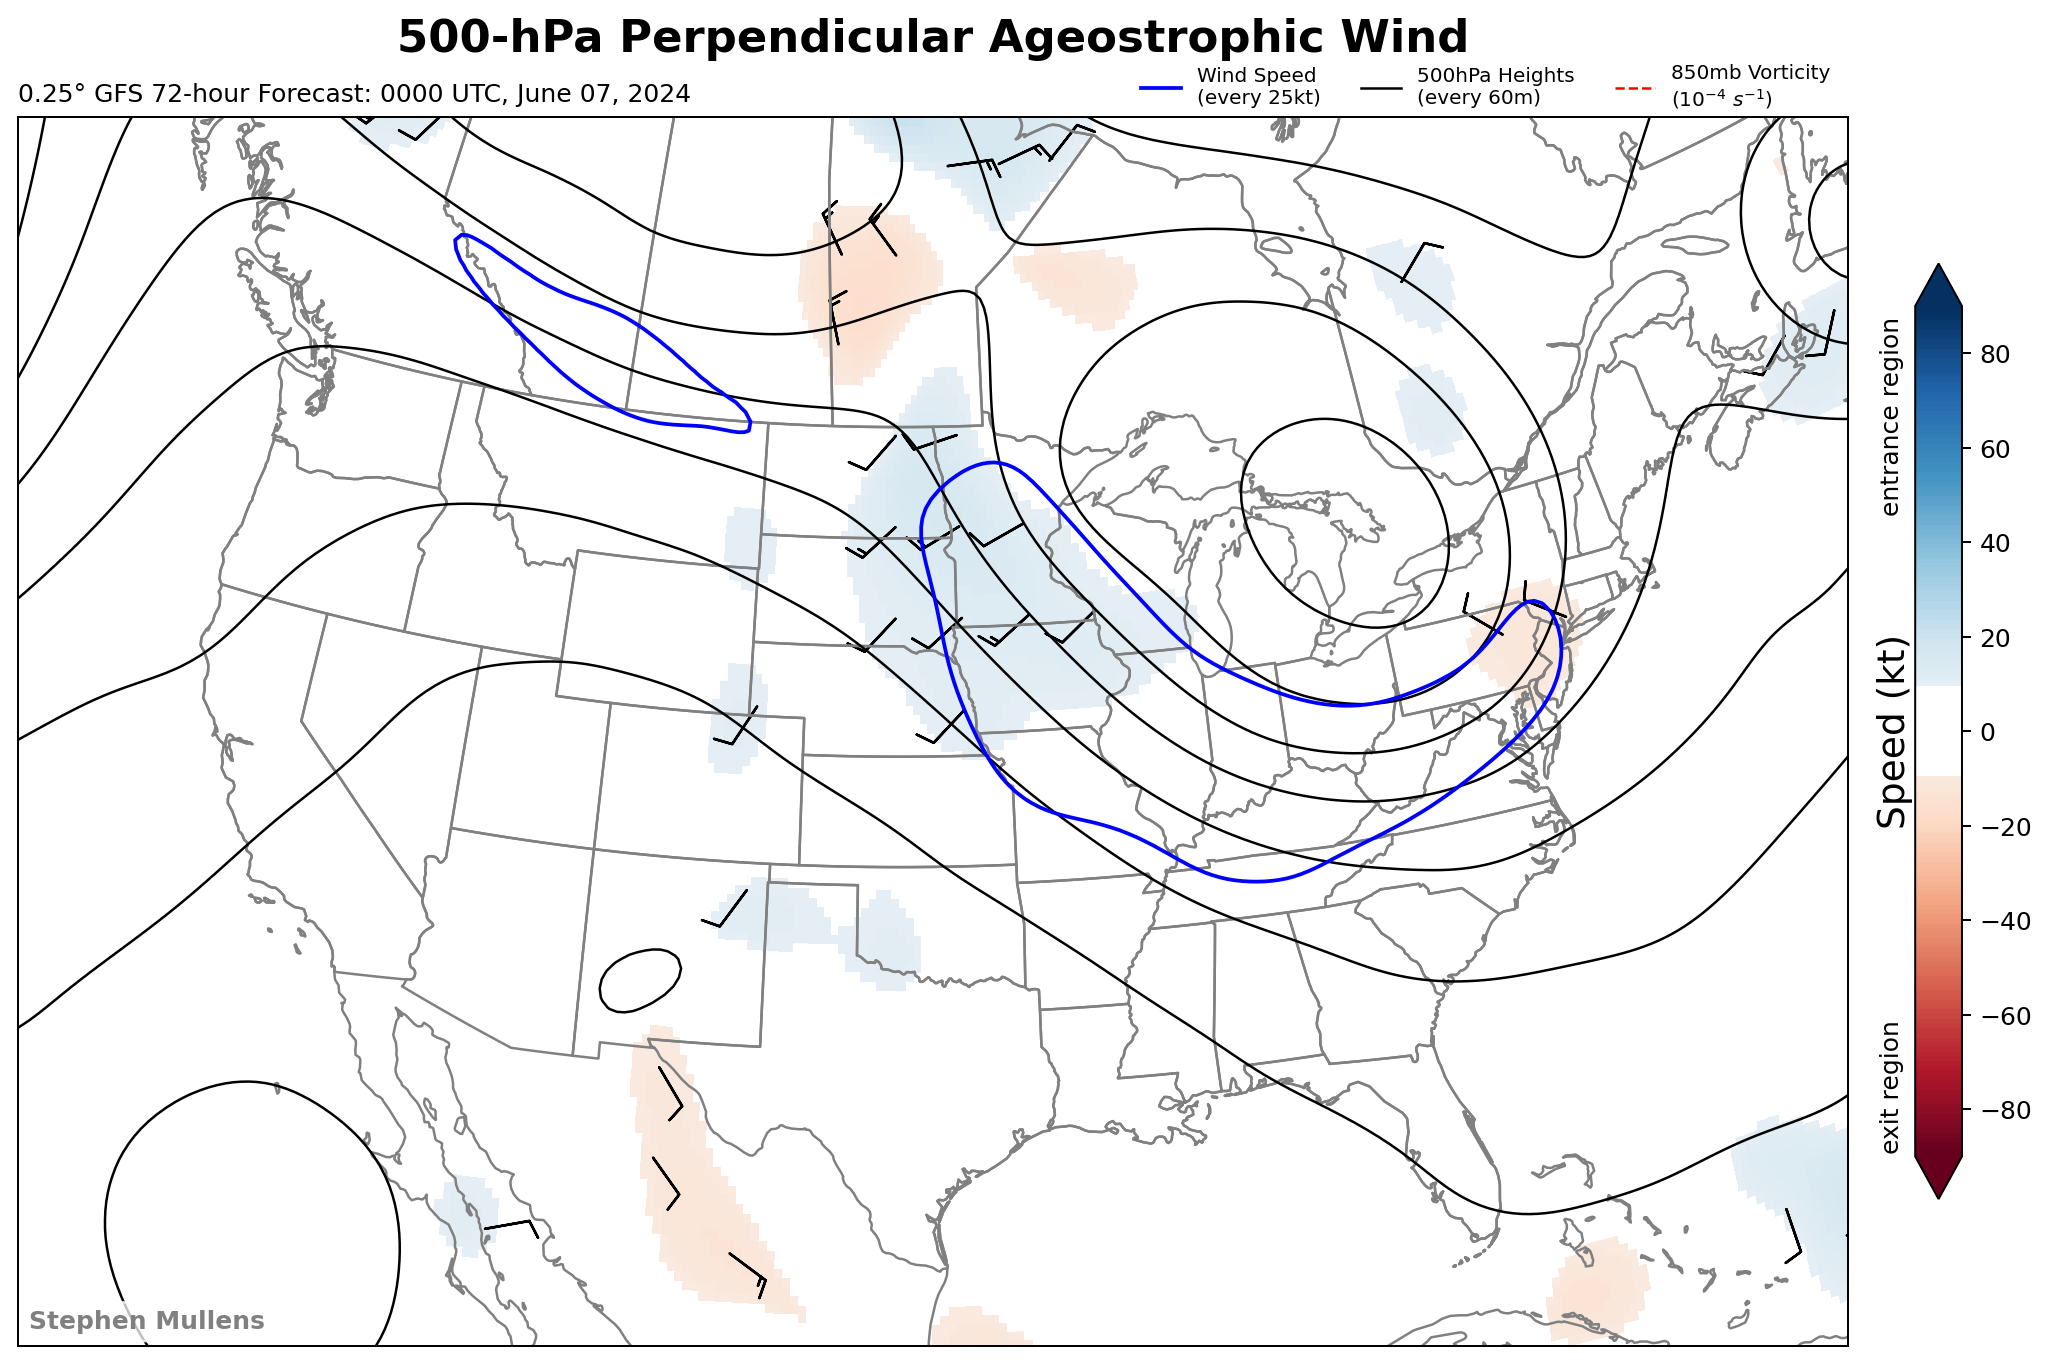 500-hPa Perpendicular Ageostrophic Wind
0.25° GFS 72-hour Forecast: 0000 UTC, June 07, 2024
Wind Speed
(every 25kt)
500hPa Heights
(every 60m)
850mb Vorticity
(10⁻⁴ s⁻¹)
entrance region
Speed (kt)
exit region
80
60
40
20
0
−20
−40
−60
−80
Stephen Mullens